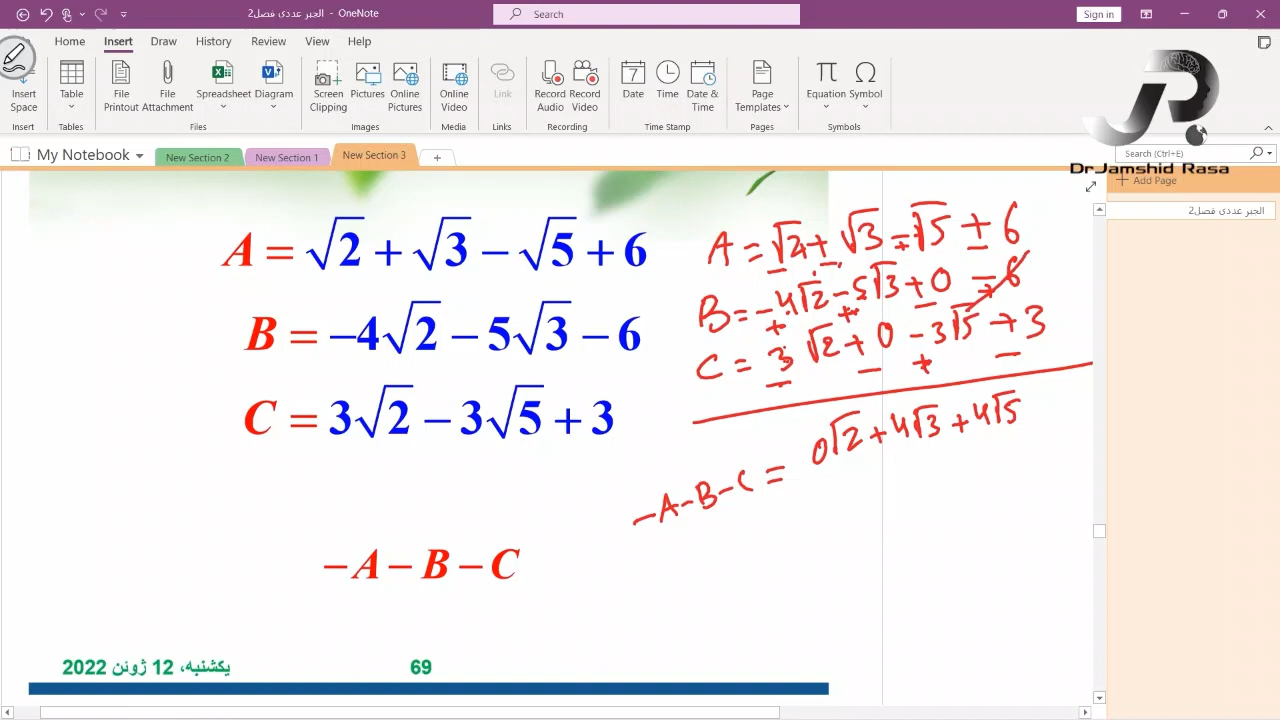 الجبر عددی فصل2 - OneNote
Search
Sign in
Home Insert Draw History Review View Help
Insert Space
Table
File Printout
File Attachment
Spreadsheet
Diagram
Screen Clipping
Pictures
Online Pictures
Online Video
Link
Record Audio
Record Video
Date
Time
Date & Time
Page Templates
Equation
Symbol
Insert Tables Files Images Media Links Recording Time Stamp Pages Symbols
JR
Dr.Jamshid Rasa
My Notebook
New Section 2
New Section 1
New Section 3
+
Search (Ctrl+E)
Add Page
الجبر عددی فصل2
A = √2 + √3 − √5 + 6
B = −4√2 − 5√3 − 6
C = 3√2 − 3√5 + 3
−A − B − C
A = √2 + √3 − √5 + 6
B = −4√2 − 5√3 + 0 − 6
C = 3√2 + 0 − 3√5 + 3
−A−B−C = 0√2 + 4√3 + 4√5
یکشنبه، 12 ژوئن 2022
69